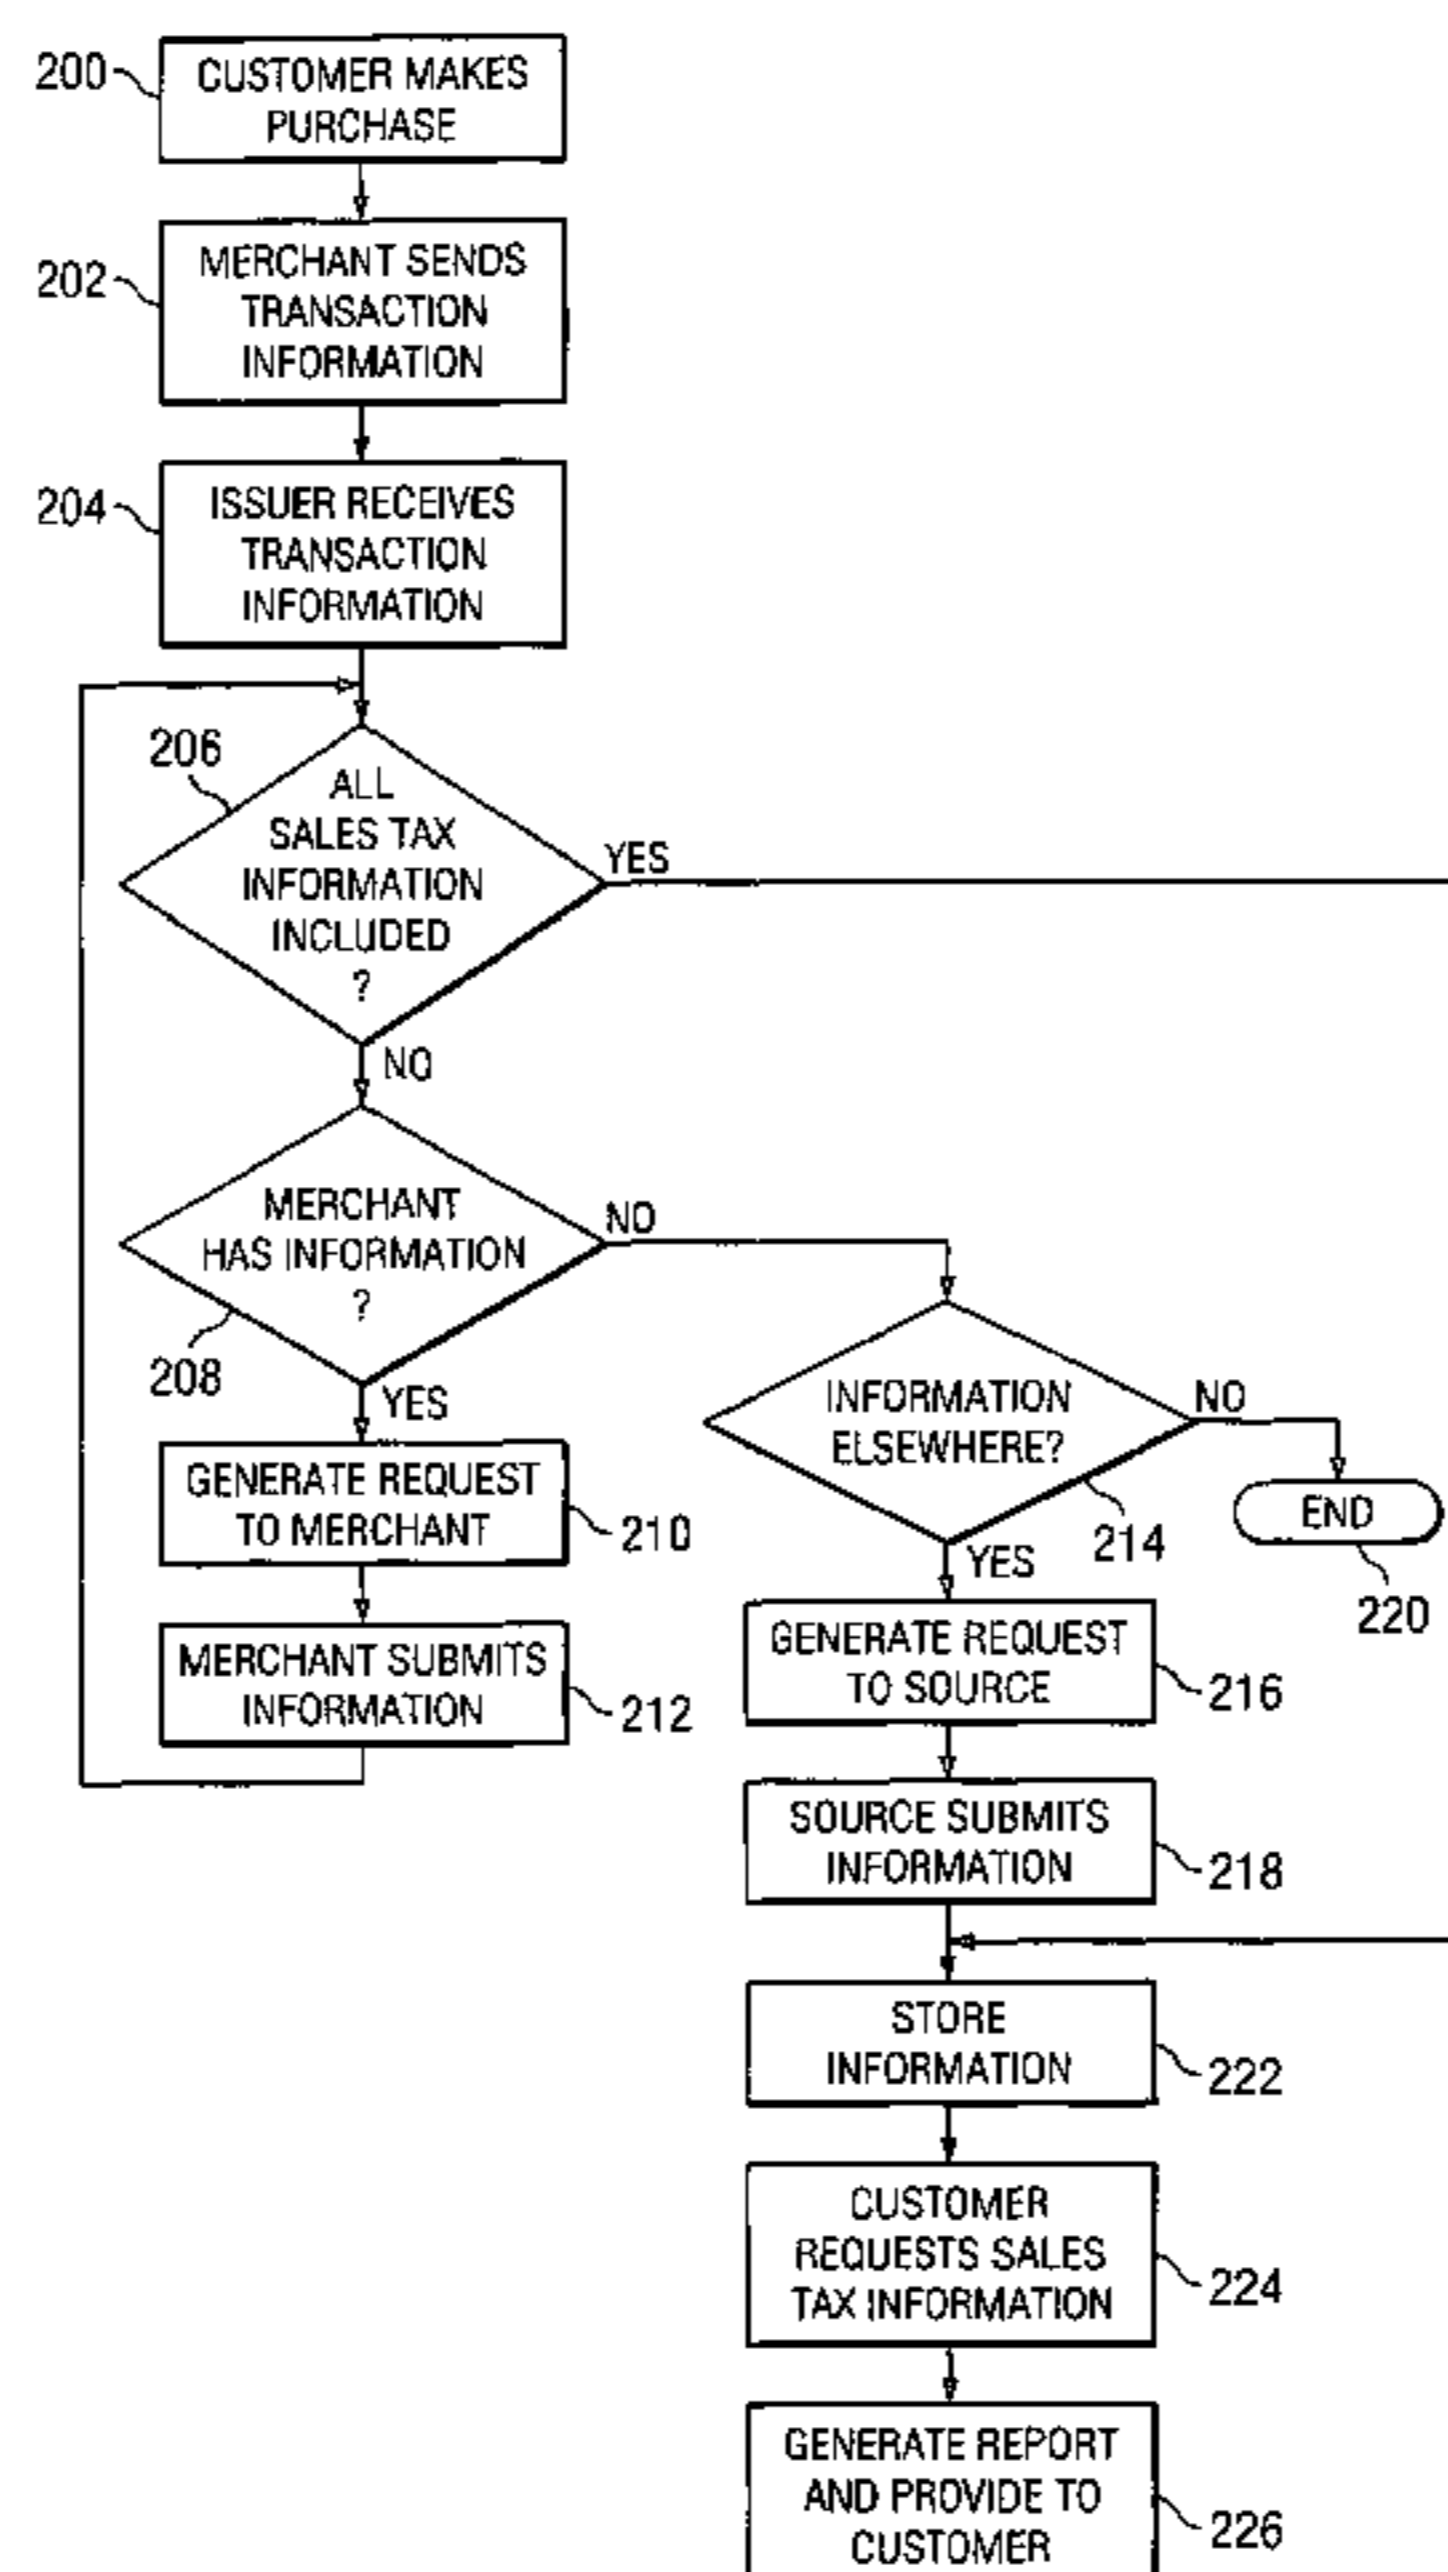 200
CUSTOMER MAKES
PURCHASE
202
MERCHANT SENDS
TRANSACTION
INFORMATION
204
ISSUER RECEIVES
TRANSACTION
INFORMATION
206
ALL
SALES TAX
INFORMATION
INCLUDED
?
YES
NO
MERCHANT
HAS INFORMATION
?
208
NO
YES
GENERATE REQUEST
TO MERCHANT
210
MERCHANT SUBMITS
INFORMATION
212
INFORMATION
ELSEWHERE?
214
NO
END
220
YES
GENERATE REQUEST
TO SOURCE
216
SOURCE SUBMITS
INFORMATION
218
STORE
INFORMATION
222
CUSTOMER
REQUESTS SALES
TAX INFORMATION
224
GENERATE REPORT
AND PROVIDE TO
CUSTOMER
226